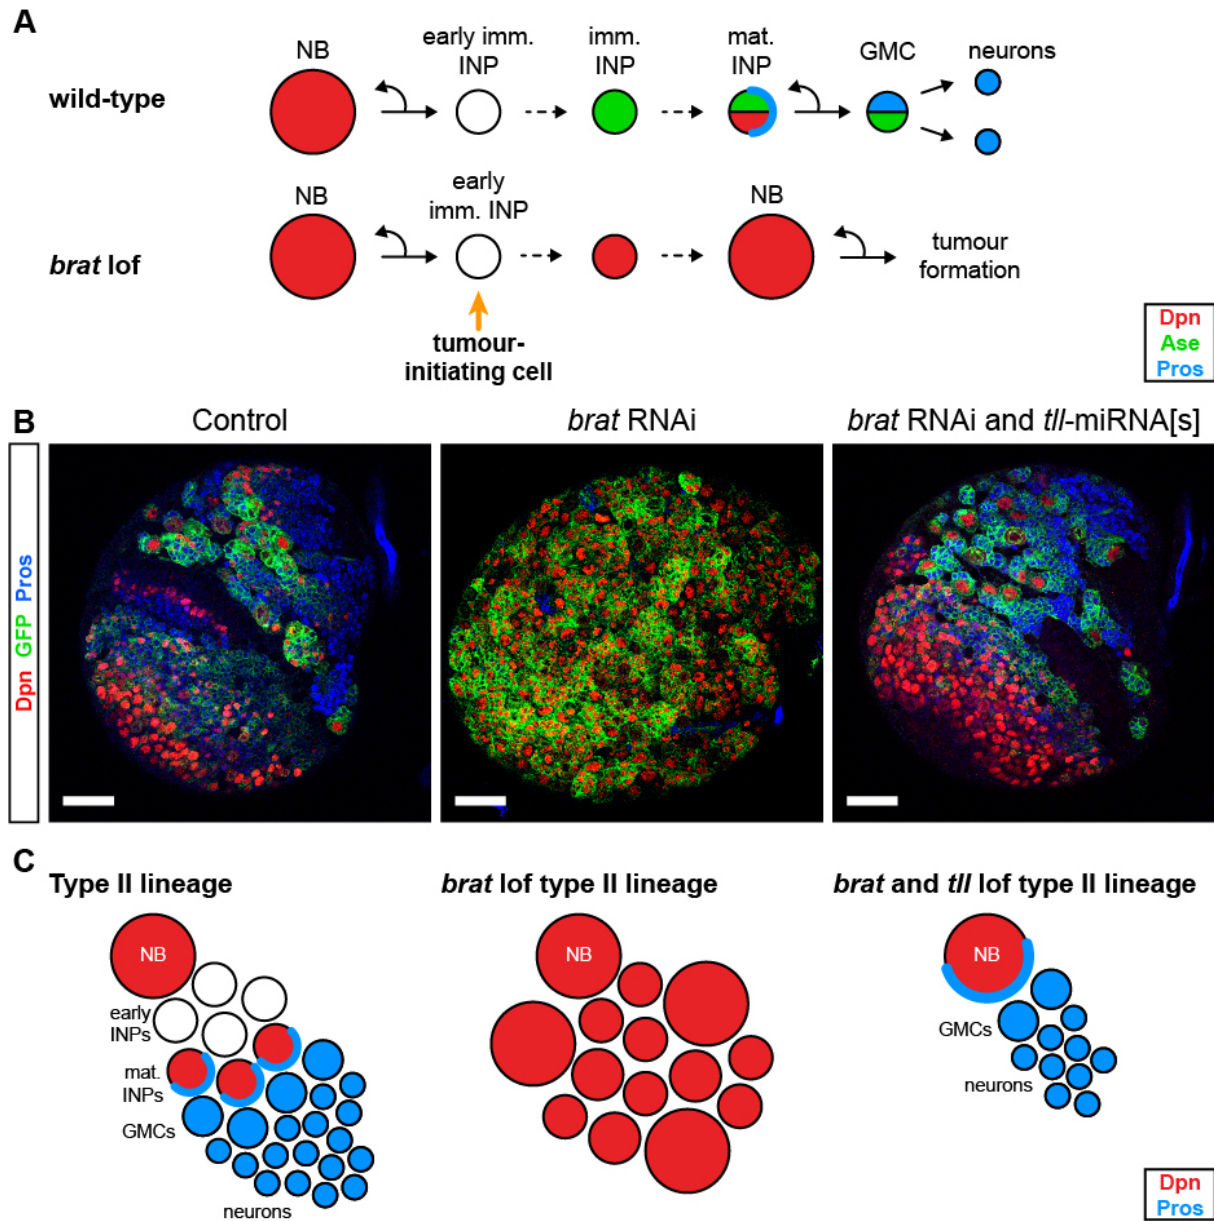 A
wild-type
NB
early imm.
INP
imm.
INP
mat.
INP
GMC
neurons
brat lof
NB
early
imm. INP
NB
tumour
formation
tumour-
initiating cell
Dpn
Ase
Pros
B
Control
brat RNAi
brat RNAi and tll-miRNA[s]
Dpn GFP Pros
C
Type II lineage
NB
early
INPs
mat.
INPs
GMCs
neurons
brat lof type II lineage
NB
brat and tll lof type II lineage
NB
GMCs
neurons
Dpn
Pros